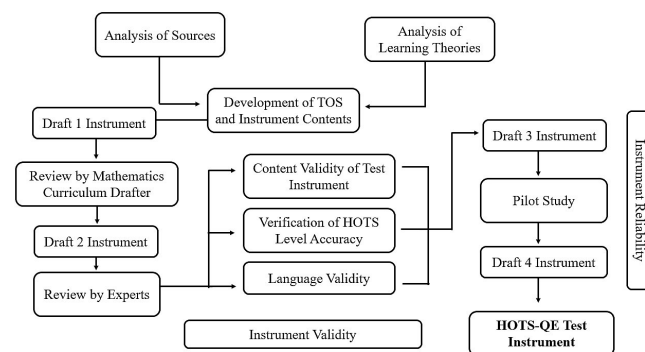 Analysis of Sources
Analysis of
Learning Theories
Development of TOS
and Instrument Contents
Draft 1 Instrument
Review by Mathematics
Curriculum Drafter
Draft 2 Instrument
Review by Experts
Content Validity of Test
Instrument
Verification of HOTS
Level Accuracy
Language Validity
Instrument Validity
Draft 3 Instrument
Pilot Study
Draft 4 Instrument
HOTS-QE Test
Instrument
Instrument Reliability